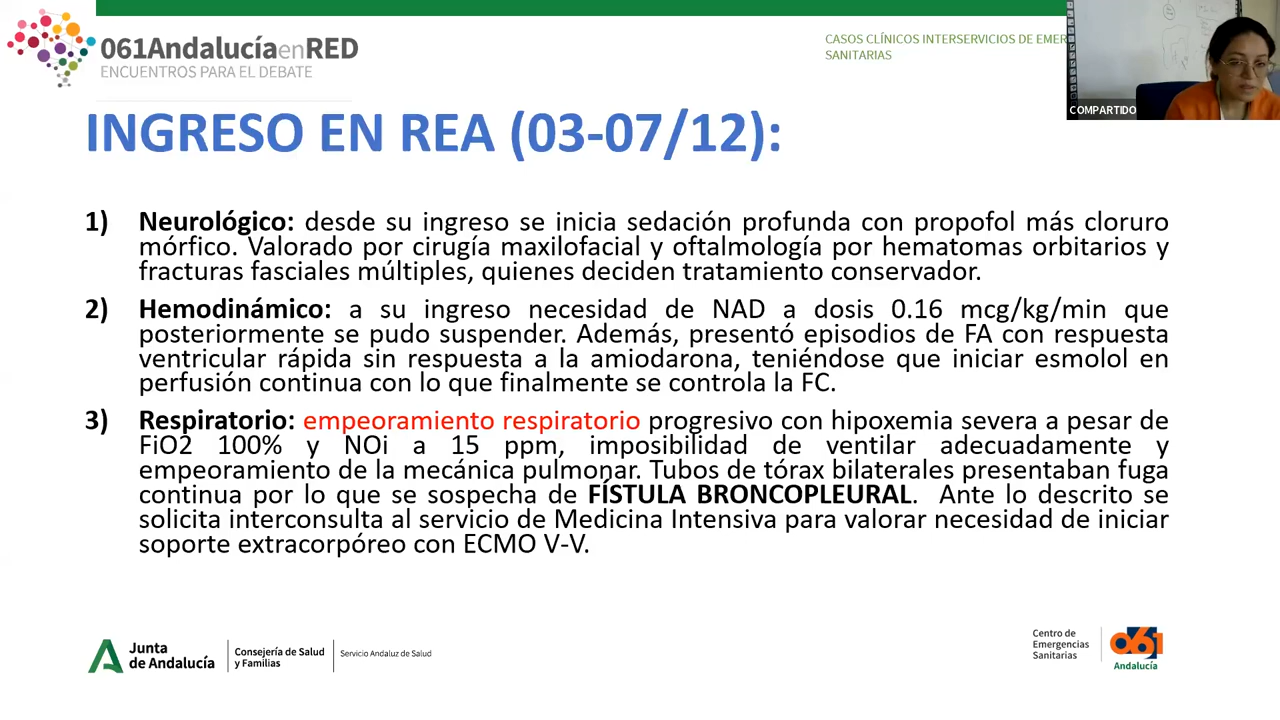 061AndalucíaenRED
ENCUENTROS PARA EL DEBATE
CASOS CLÍNICOS INTERSERVICIOS DE
SANITARIAS
COMPARTIDO
INGRESO EN REA (03-07/12):
1) Neurológico: desde su ingreso se inicia sedación profunda con propofol más cloruro
mórfico. Valorado por cirugía maxilofacial y oftalmología por hematomas orbitarios y
fracturas fasciales múltiples, quienes deciden tratamiento conservador.
2) Hemodinámico: a su ingreso necesidad de NAD a dosis 0.16 mcg/kg/min que
posteriormente se pudo suspender. Además, presentó episodios de FA con respuesta
ventricular rápida sin respuesta a la amiodarona, teniéndose que iniciar esmolol en
perfusión continua con lo que finalmente se controla la FC.
3) Respiratorio: empeoramiento respiratorio progresivo con hipoxemia severa a pesar de
FiO2 100% y NOi a 15 ppm, imposibilidad de ventilar adecuadamente y
empeoramiento de la mecánica pulmonar. Tubos de tórax bilaterales presentaban fuga
continua por lo que se sospecha de FÍSTULA BRONCOPLEURAL. Ante lo descrito se
solicita interconsulta al servicio de Medicina Intensiva para valorar necesidad de iniciar
soporte extracorpóreo con ECMO V-V.
Junta
de Andalucía
Consejería de Salud
y Familias
Servicio Andaluz de Salud
Centro de
Emergencias
Sanitarias
061
Andalucía